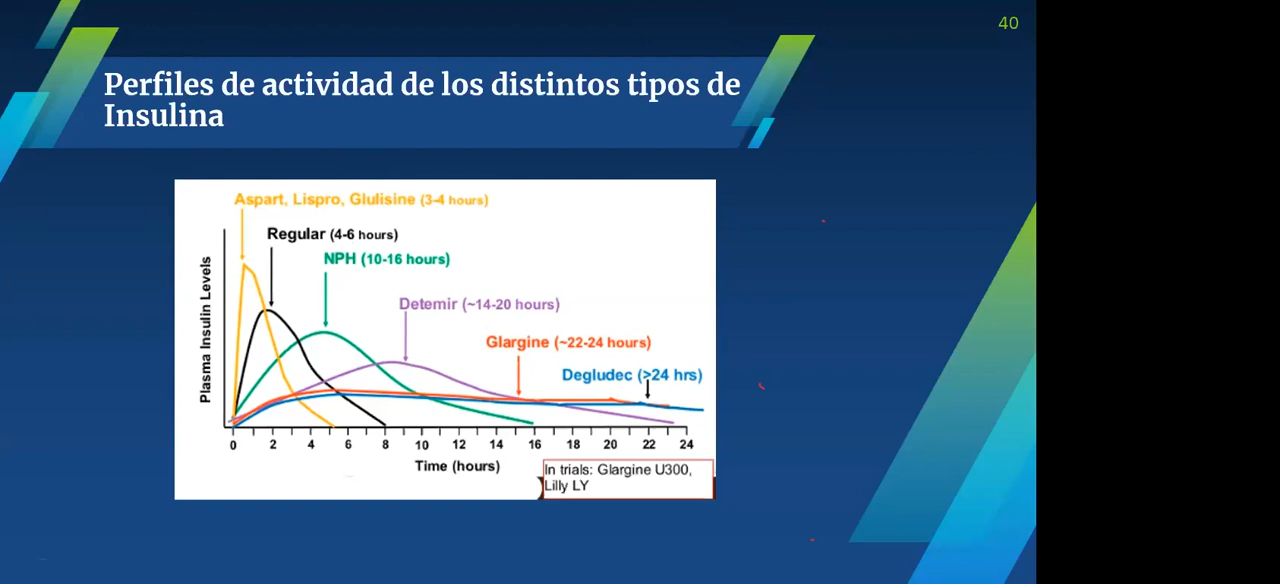 40
Perfiles de actividad de los distintos tipos de
Insulina
Aspart, Lispro, Glulisine (3-4 hours)
Regular (4-6 hours)
NPH (10-16 hours)
Detemir (~14-20 hours)
Glargine (~22-24 hours)
Degludec (>24 hrs)
Plasma Insulin Levels
0 2 4 6 8 10 12 14 16 18 20 22 24
Time (hours)
In trials: Glargine U300,
Lilly LY